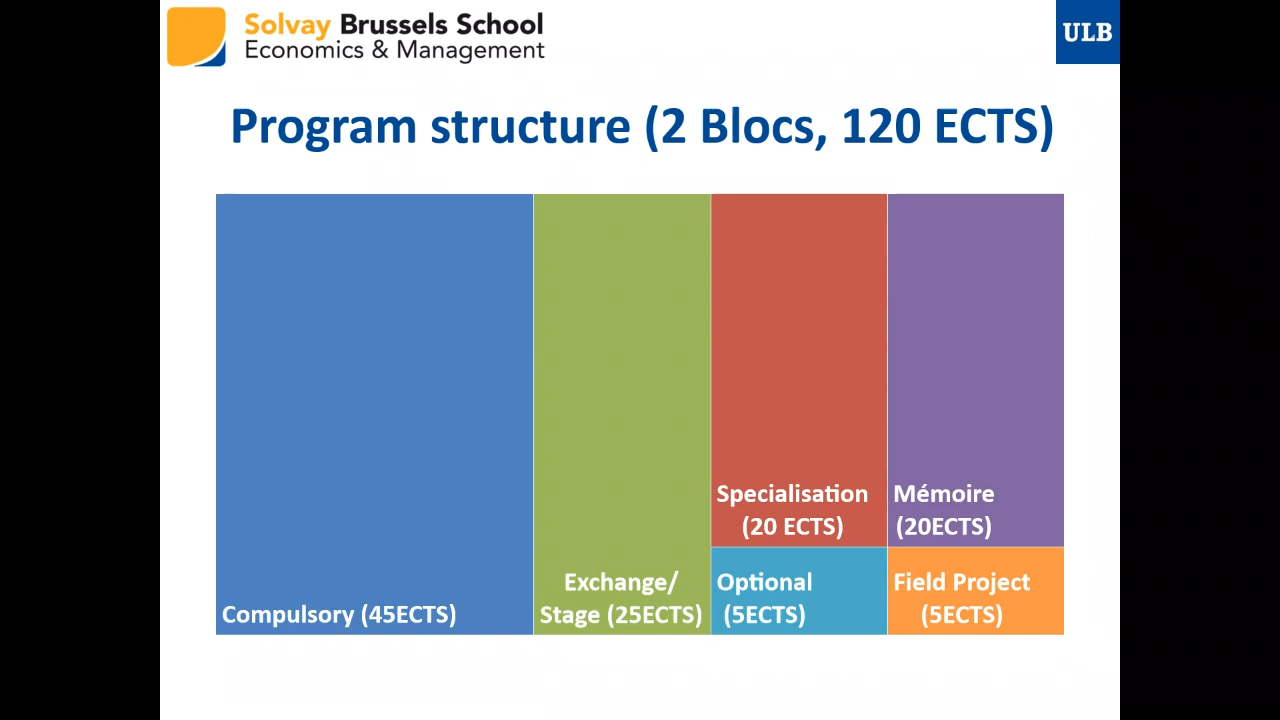 Solvay Brussels School
Economics & Management
ULB
Program structure (2 Blocs, 120 ECTS)
Compulsory (45ECTS)
Exchange/
Stage (25ECTS)
Specialisation
(20 ECTS)
Mémoire
(20ECTS)
Optional
(5ECTS)
Field Project
(5ECTS)